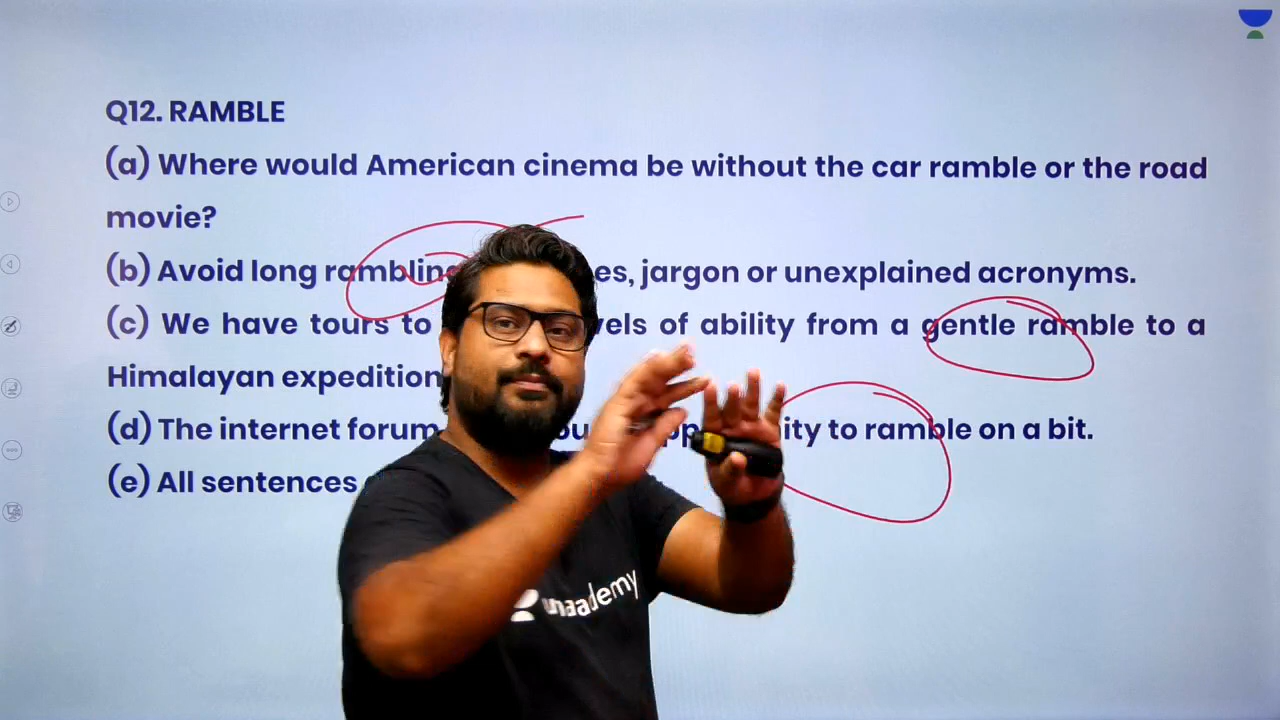 Q12. RAMBLE
(a) Where would American cinema be without the car ramble or the road
movie?
(b) Avoid long rambling es, jargon or unexplained acronyms.
(c) We have tours to vels of ability from a gentle ramble to a
Himalayan expedition
(d) The internet forum ity to ramble on a bit.
(e) All sentences
unacademy